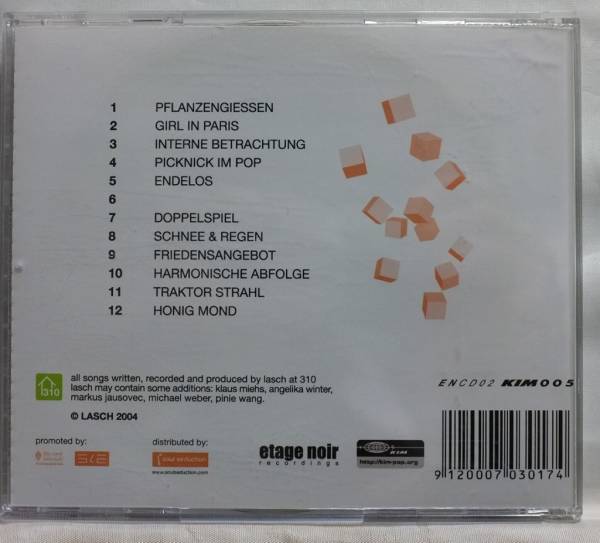 1 PFLANZENGIESSEN
2 GIRL IN PARIS
3 INTERNE BETRACHTUNG
4 PICKNICK IM POP
5 ENDELOS
6
7 DOPPELSPIEL
8 SCHNEE & REGEN
9 FRIEDENSANGEBOT
10 HARMONISCHE ABFOLGE
11 TRAKTOR STRAHL
12 HONIG MOND
310
all songs written, recorded and produced by lasch at 310
lasch may contain some additions: klaus miehs, angelika winter,
markus jausovec, michael weber, pinie wang.
© LASCH 2004
ENCD02 KIM005
promoted by:
distributed by:
soul seduction
www.soulseduction.com
etage noir
recordings
KIM
http://kim-pop.org
9 120007 030174